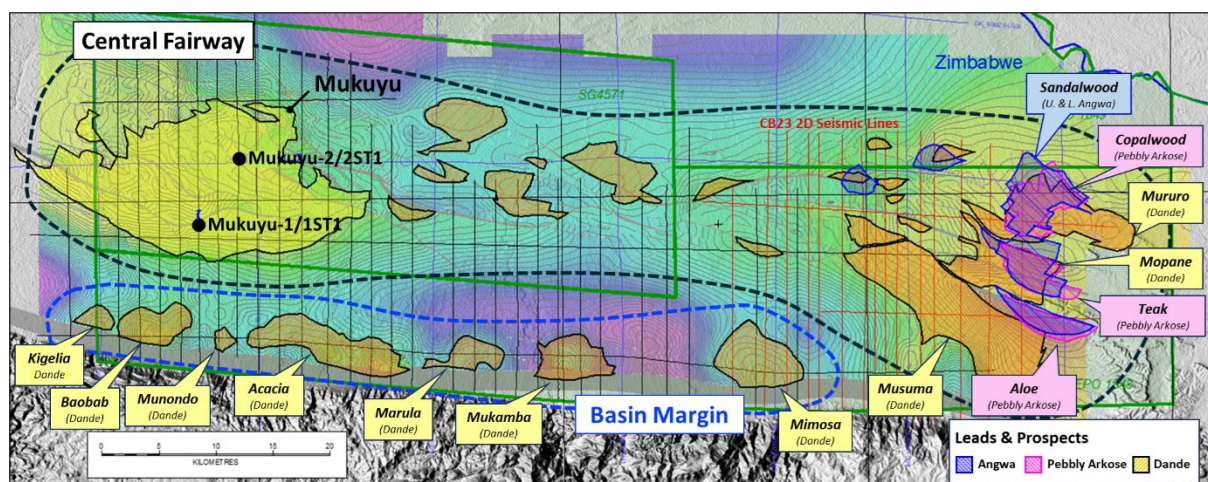 Central Fairway
Mukuyu
Mukuyu-2/2ST1
Mukuyu-1/1ST1
SG4571
CB23 2D Seismic Lines
Zimbabwe
Sandalwood
(U. & L. Angwa)
Copalwood
(Pebbly Arkose)
Mururo
(Dande)
Mopane
(Dande)
Teak
(Pebbly Arkose)
Kigelia
Dande
Baobab
(Dande)
Munondo
(Dande)
Acacia
(Dande)
Marula
(Dande)
Mukamba
(Dande)
Basin Margin
Mimosa
(Dande)
Musuma
(Dande)
Aloe
(Pebbly Arkose)
EPO
0 5 10 15 20
KILOMETRES
Leads & Prospects
Angwa Pebbly Arkose Dande